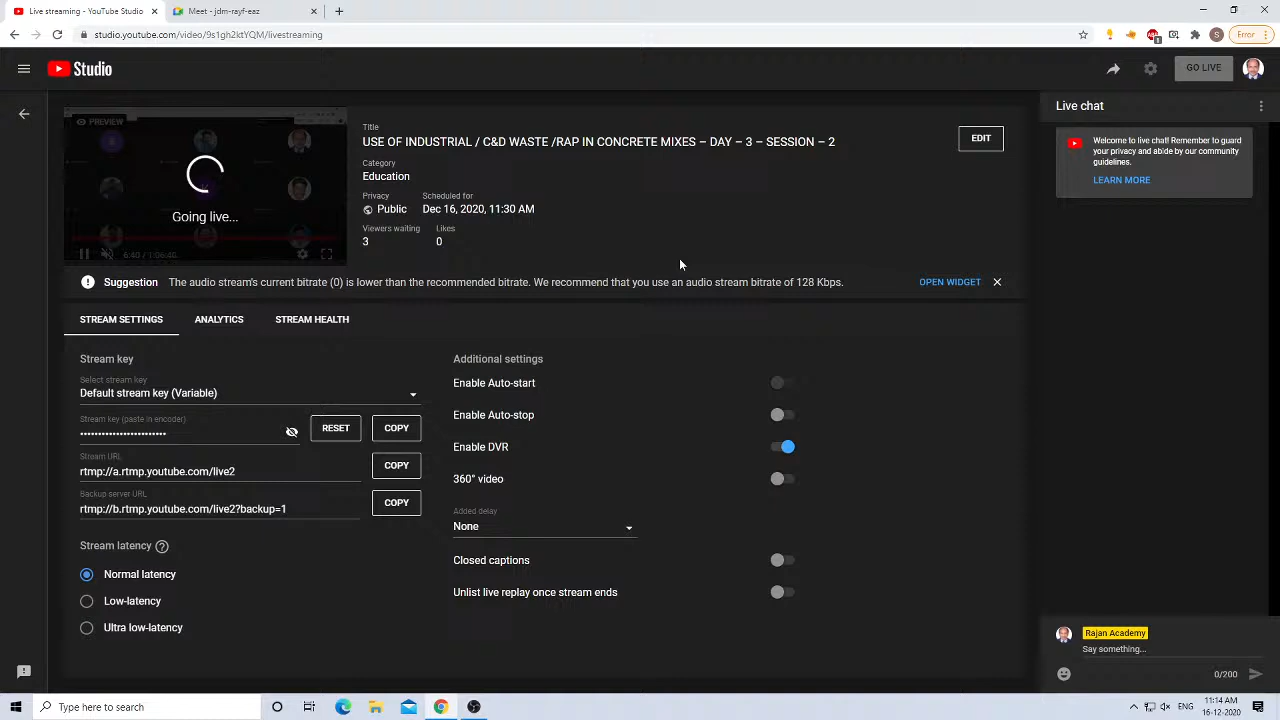 Live streaming - YouTube Studio
Meet - jdm-rayf-eaz
studio.youtube.com/video/9s1gh2ktYQM/livestreaming
Error
Studio
GO LIVE
PREVIEW
Going live...
6:40 / 1:06:40
Title
USE OF INDUSTRIAL / C&D WASTE /RAP IN CONCRETE MIXES – DAY – 3 – SESSION – 2
EDIT
Category
Education
Privacy
Scheduled for
Public
Dec 16, 2020, 11:30 AM
Viewers waiting
Likes
3
0
Suggestion
The audio stream's current bitrate (0) is lower than the recommended bitrate. We recommend that you use an audio stream bitrate of 128 Kbps.
OPEN WIDGET
STREAM SETTINGS
ANALYTICS
STREAM HEALTH
Stream key
Select stream key
Default stream key (Variable)
Stream key (paste in encoder)
••••••••••••••••••••••••
RESET
COPY
Stream URL
rtmp://a.rtmp.youtube.com/live2
COPY
Backup server URL
rtmp://b.rtmp.youtube.com/live2?backup=1
COPY
Stream latency
Normal latency
Low-latency
Ultra low-latency
Additional settings
Enable Auto-start
Enable Auto-stop
Enable DVR
360° video
Added delay
None
Closed captions
Unlist live replay once stream ends
Live chat
Welcome to live chat! Remember to guard
your privacy and abide by our community
guidelines.
LEARN MORE
Rajan Academy
Say something...
0/200
Type here to search
ENG
11:14 AM
16-12-2020